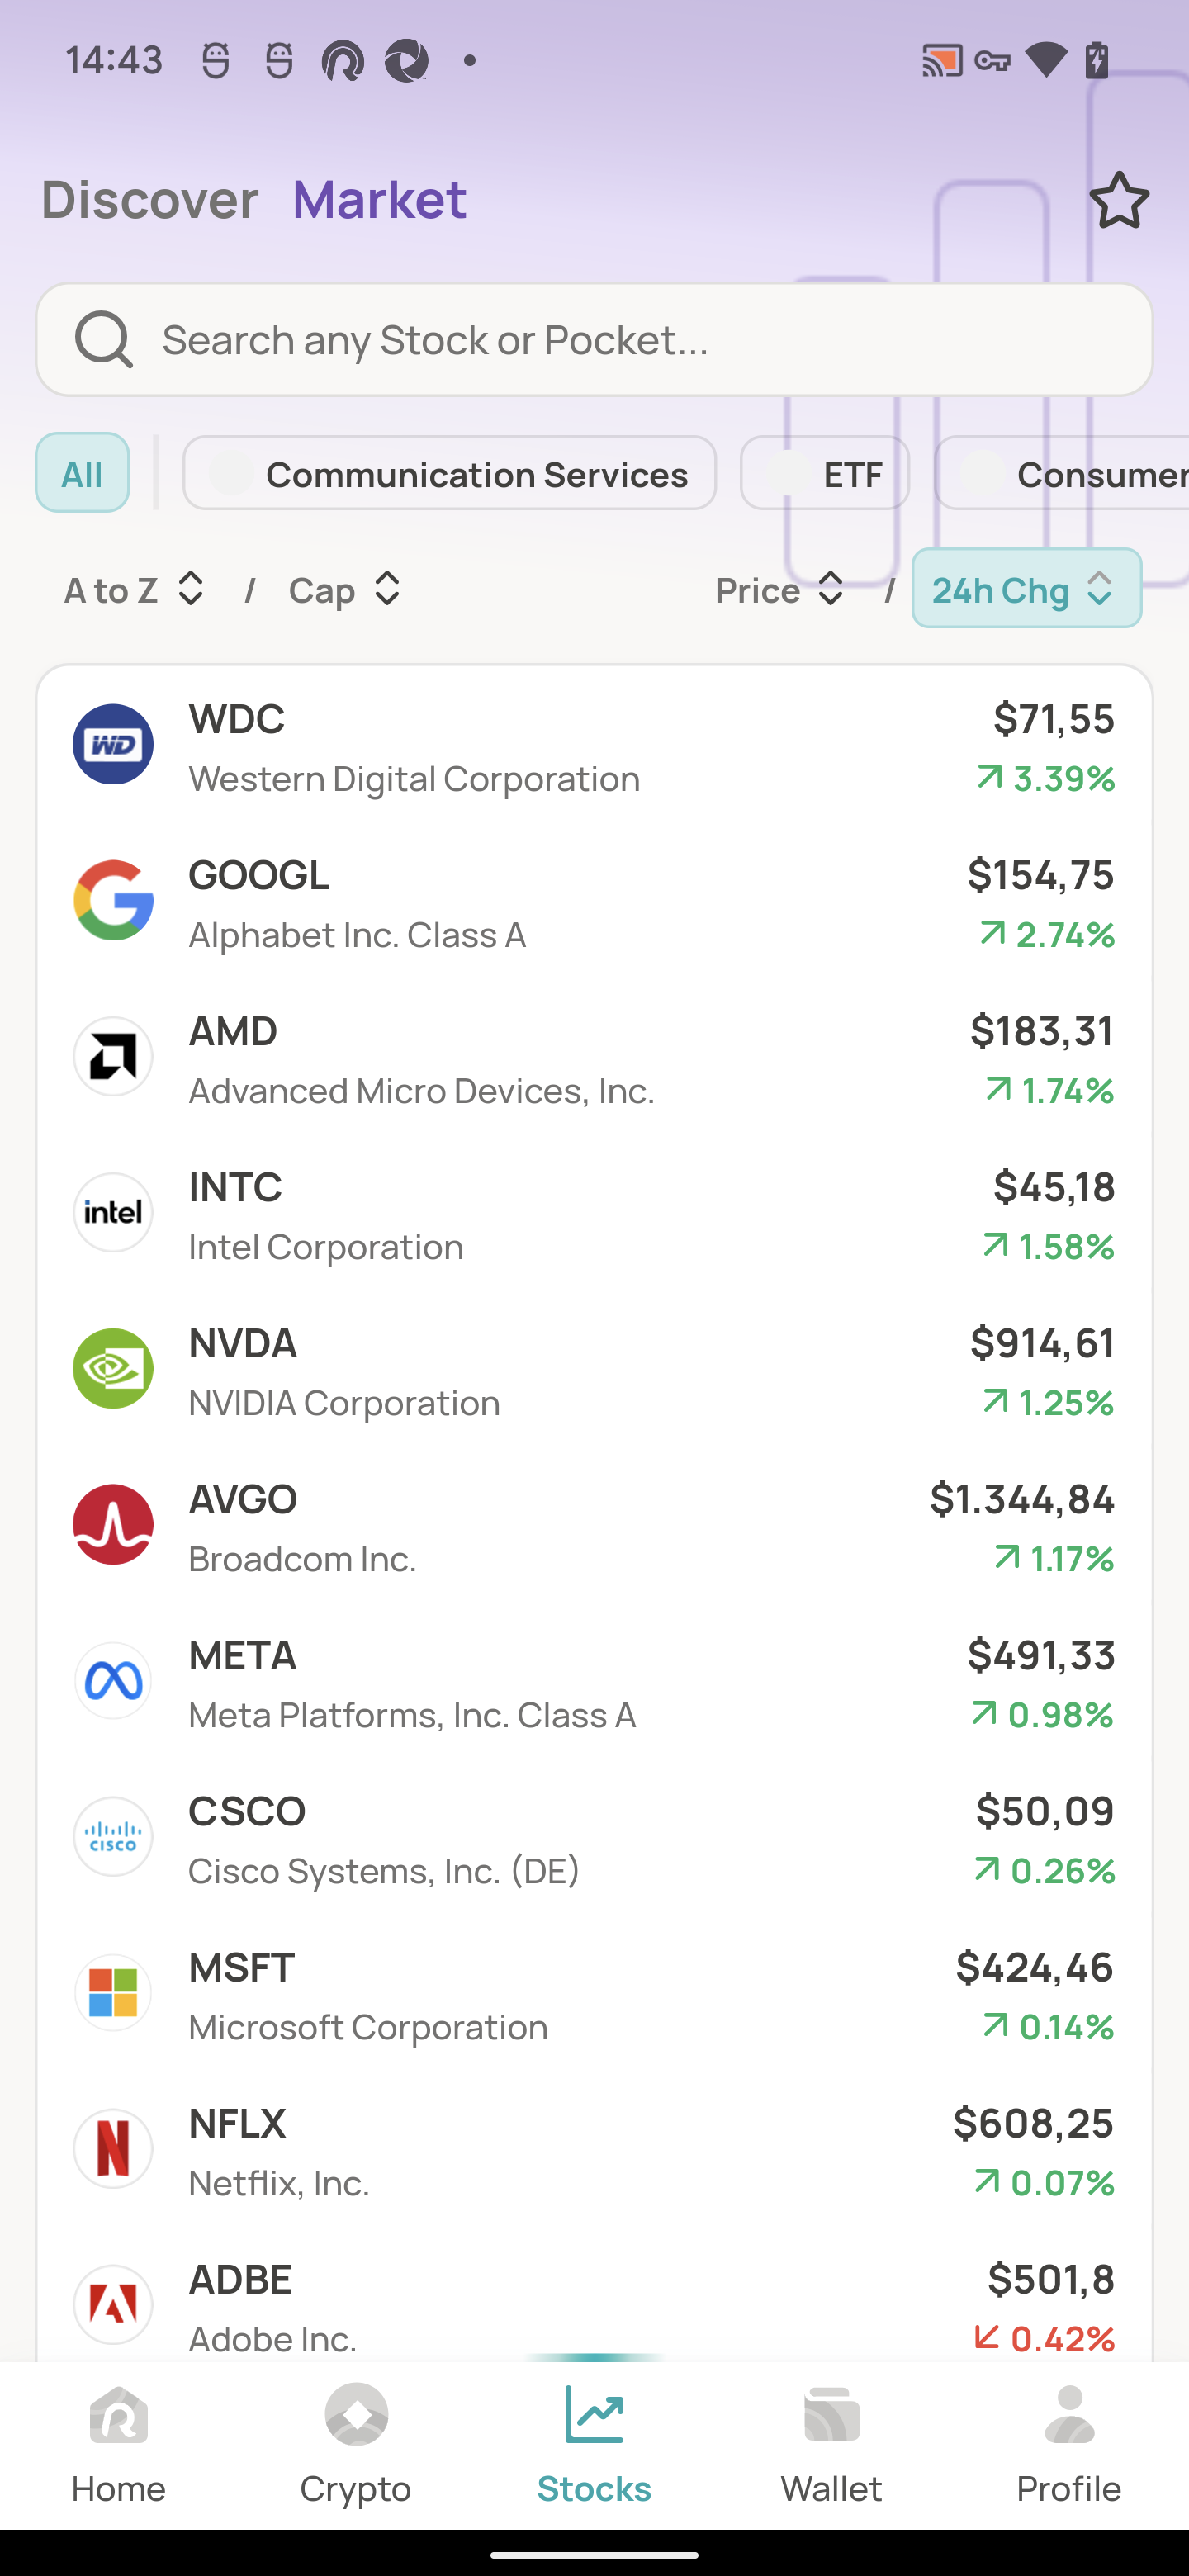 14:43
Discover Market
Search any Stock or Pocket...
All Communication Services ETF Consumer
A to Z / Cap Price / 24h Chg
WDC $71,55
Western Digital Corporation 3.39%
GOOGL $154,75
Alphabet Inc. Class A 2.74%
AMD $183,31
Advanced Micro Devices, Inc. 1.74%
intel INTC $45,18
Intel Corporation 1.58%
NVDA $914,61
NVIDIA Corporation 1.25%
AVGO $1.344,84
Broadcom Inc. 1.17%
META $491,33
Meta Platforms, Inc. Class A 0.98%
CISCO CSCO $50,09
Cisco Systems, Inc. (DE) 0.26%
MSFT $424,46
Microsoft Corporation 0.14%
NFLX $608,25
Netflix, Inc. 0.07%
ADBE $501,8
Adobe Inc. 0.42%
Home Crypto Stocks Wallet Profile